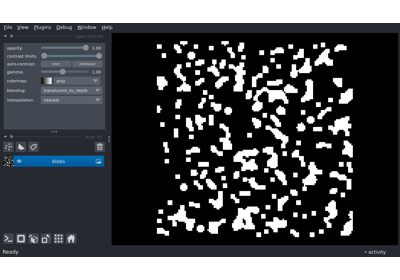 File View Plugins Debug Window Help
opacity: 1.00
contrast limits:
auto-contrast: once continuous
gamma: 1.00
colormap: gray
blending: translucent_no_depth
interpolation: nearest
blobs
Ready
activity